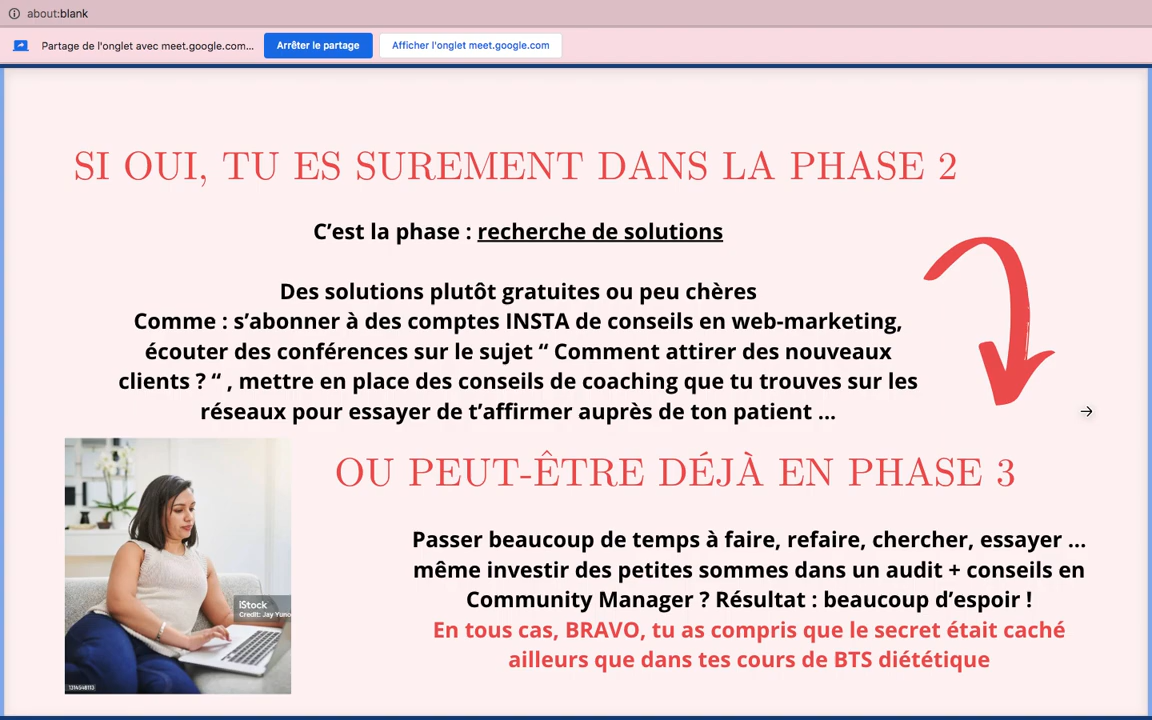 about:blank
Partage de l'onglet avec meet.google.com...
Arrêter le partage
Afficher l'onglet meet.google.com
SI OUI, TU ES SUREMENT DANS LA PHASE 2
C’est la phase : recherche de solutions
Des solutions plutôt gratuites ou peu chères
Comme : s’abonner à des comptes INSTA de conseils en web-marketing,
écouter des conférences sur le sujet “ Comment attirer des nouveaux
clients ? “ , mettre en place des conseils de coaching que tu trouves sur les
réseaux pour essayer de t’affirmer auprès de ton patient ...
OU PEUT-ÊTRE DÉJÀ EN PHASE 3
Passer beaucoup de temps à faire, refaire, chercher, essayer ...
même investir des petites sommes dans un audit + conseils en
Community Manager ? Résultat : beaucoup d’espoir !
En tous cas, BRAVO, tu as compris que le secret était caché
ailleurs que dans tes cours de BTS diététique
iStock
Credit: Jay Yuno
1314548113